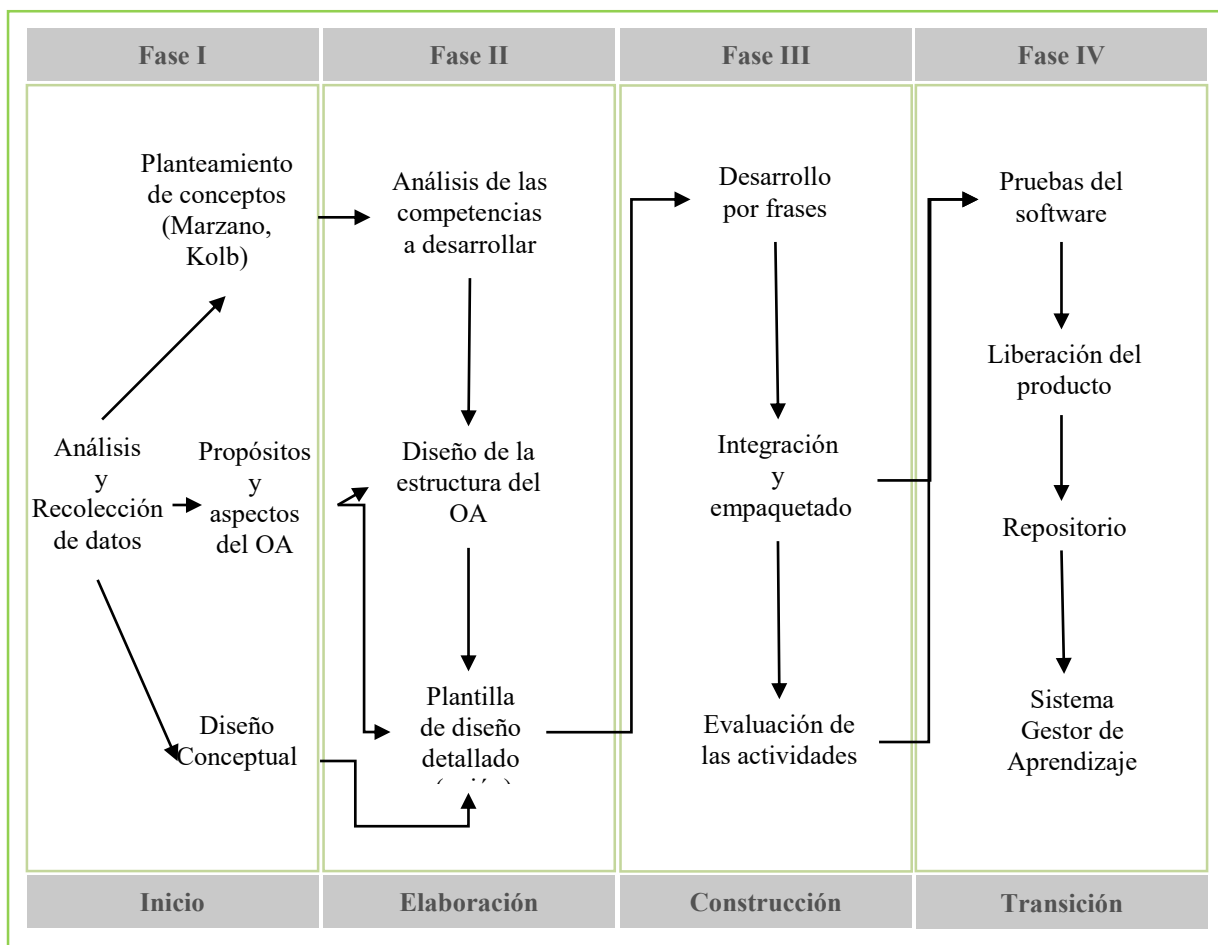 Fase I
Fase II
Fase III
Fase IV
Planteamiento
de conceptos
(Marzano,
Kolb)
Análisis
y
Recolección
de datos
Propósitos
y
aspectos
del OA
Diseño
Conceptual
Análisis de las
competencias
a desarrollar
Diseño de la
estructura del
OA
Plantilla
de diseño
detallado
Desarrollo
por frases
Integración
y
empaquetado
Evaluación de
las actividades
Pruebas del
software
Liberación del
producto
Repositorio
Sistema
Gestor de
Aprendizaje
Inicio
Elaboración
Construcción
Transición